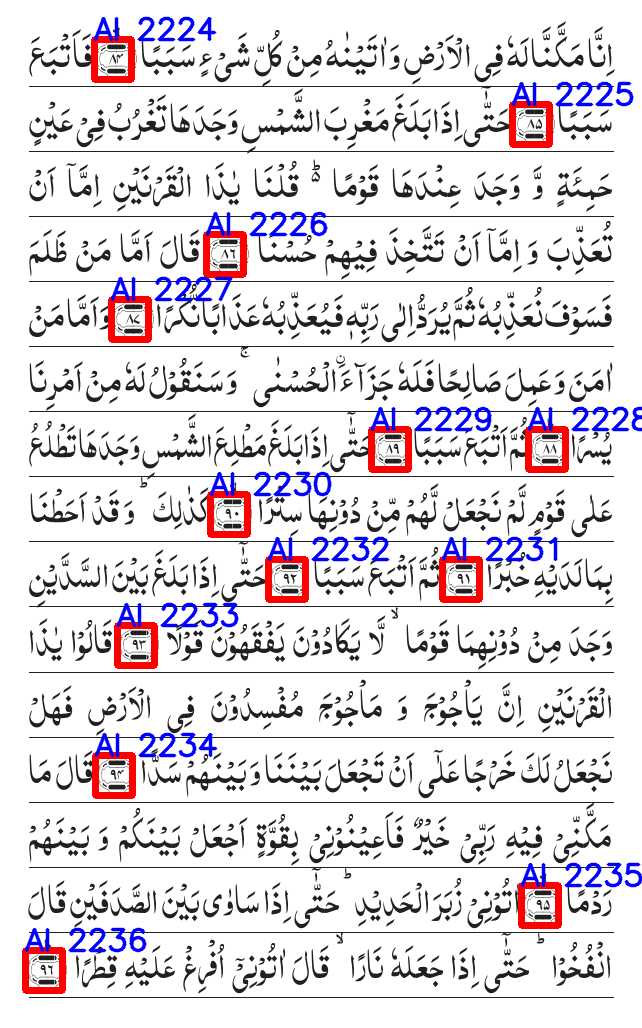 AI 2224
اِنَّا مَكَّنَّالَهٗ فِی الۡاَرۡضِ وَاٰتَیۡنٰهُ مِنۡ كُلِّ شَیۡءٍ سَبَبًا ۸۴ فَاَتۡبَعَ
AI 2225
سَبَبًا ۸۵ حَتّٰۤی اِذَا بَلَغَ مَغۡرِبَ الشَّمۡسِ وَجَدَهَا تَغۡرُبُ فِیۡ عَیۡنٍ
حَمِئَةٍ وَّ وَجَدَ عِنۡدَهَا قَوۡمًا ؕ قُلۡنَا یٰذَا الۡقَرۡنَیۡنِ اِمَّاۤ اَنۡ
AI 2226
تُعَذِّبَ وَ اِمَّاۤ اَنۡ تَتَّخِذَ فِیۡهِمۡ حُسۡنًا ۸۶ قَالَ اَمَّا مَنۡ ظَلَمَ
AI 2227
فَسَوۡفَ نُعَذِّبُهٗ ثُمَّ یُرَدُّ اِلٰی رَبِّهٖ فَیُعَذِّبُهٗ عَذَابًا نُّكۡرًا ۸۷ وَاَمَّا مَنۡ
اٰمَنَ وَعَمِلَ صَالِحًا فَلَهٗ جَزَآءَۨ الۡحُسۡنٰی ۚ وَسَنَقُوۡلُ لَهٗ مِنۡ اَمۡرِنَا
AI 2228 AI 2229
یُسۡرًا ۸۸ ثُمَّ اَتۡبَعَ سَبَبًا ۸۹ حَتّٰۤی اِذَا بَلَغَ مَطۡلِعَ الشَّمۡسِ وَجَدَهَا تَطۡلُعُ
AI 2230
عَلٰی قَوۡمٍ لَّمۡ نَجۡعَلۡ لَّهُمۡ مِّنۡ دُوۡنِهَا سِتۡرًا ۹۰ كَذٰلِكَ ؕ وَ قَدۡ اَحَطۡنَا
AI 2231 AI 2232
بِمَا لَدَیۡهِ خُبۡرًا ۹۱ ثُمَّ اَتۡبَعَ سَبَبًا ۹۲ حَتّٰۤی اِذَا بَلَغَ بَیۡنَ السَّدَّیۡنِ
AI 2233
وَجَدَ مِنۡ دُوۡنِهِمَا قَوۡمًا ۙ لَّا یَكَادُوۡنَ یَفۡقَهُوۡنَ قَوۡلًا ۹۳ قَالُوۡا یٰذَا
الۡقَرۡنَیۡنِ اِنَّ یَاۡجُوۡجَ وَ مَاۡجُوۡجَ مُفۡسِدُوۡنَ فِی الۡاَرۡضِ فَهَلۡ
AI 2234
نَجۡعَلُ لَكَ خَرۡجًا عَلٰۤی اَنۡ تَجۡعَلَ بَیۡنَنَا وَبَیۡنَهُمۡ سَدًّا ۹۴ قَالَ مَا
مَكَّنِّیۡ فِیۡهِ رَبِّیۡ خَیۡرٌ فَاَعِیۡنُوۡنِیۡ بِقُوَّةٍ اَجۡعَلۡ بَیۡنَكُمۡ وَ بَیۡنَهُمۡ
AI 2235
رَدۡمًا ۹۵ اٰتُوۡنِیۡ زُبَرَ الۡحَدِیۡدِ ؕ حَتّٰۤی اِذَا سَاوٰی بَیۡنَ الصَّدَفَیۡنِ قَالَ
AI 2236
انۡفُخُوۡا ؕ حَتّٰۤی اِذَا جَعَلَهٗ نَارًا ۙ قَالَ اٰتُوۡنِیۡۤ اُفۡرِغۡ عَلَیۡهِ قِطۡرًا ۹۶